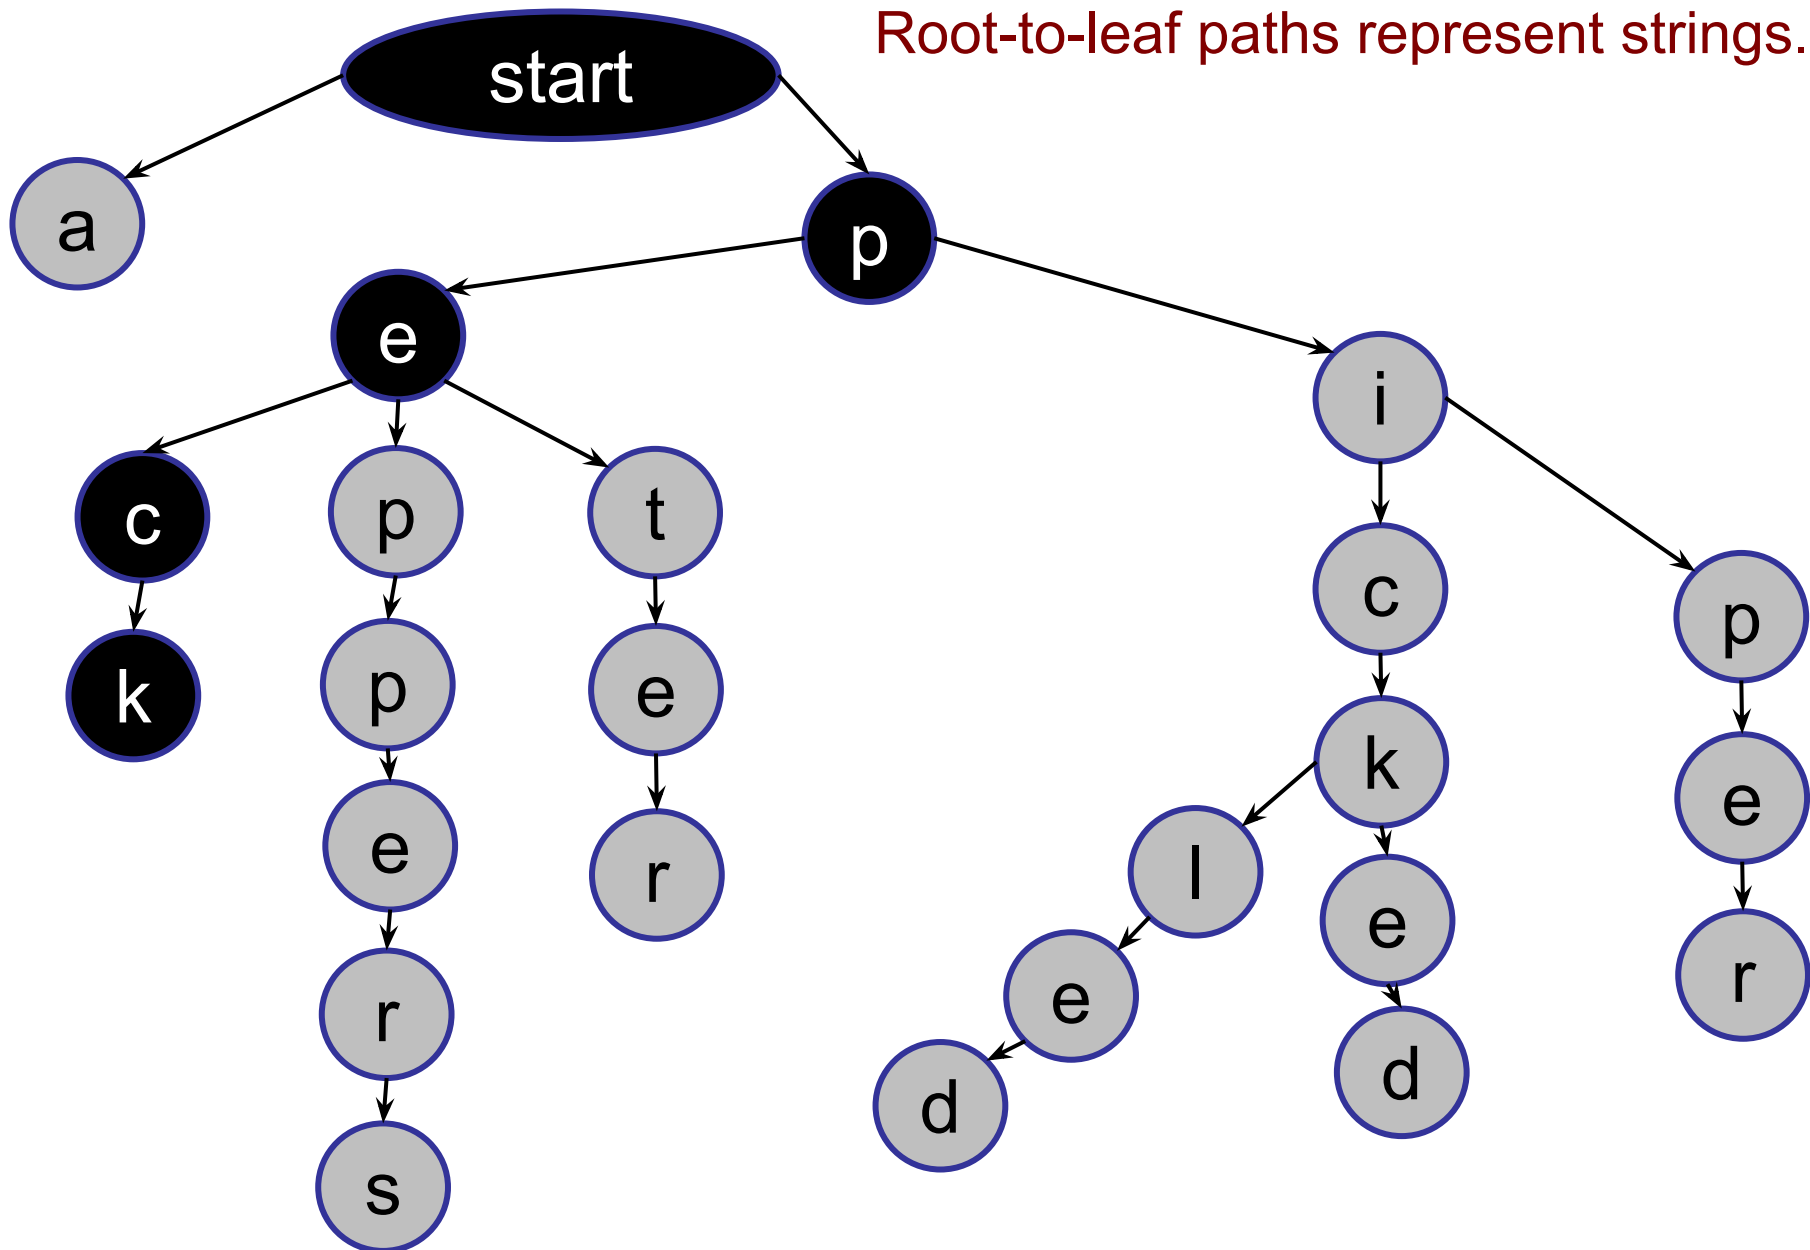 Root-to-leaf paths represent strings.
start
a
p
e
i
c
p
t
c
p
k
p
e
k
e
e
r
l
e
r
e
d
r
s
d